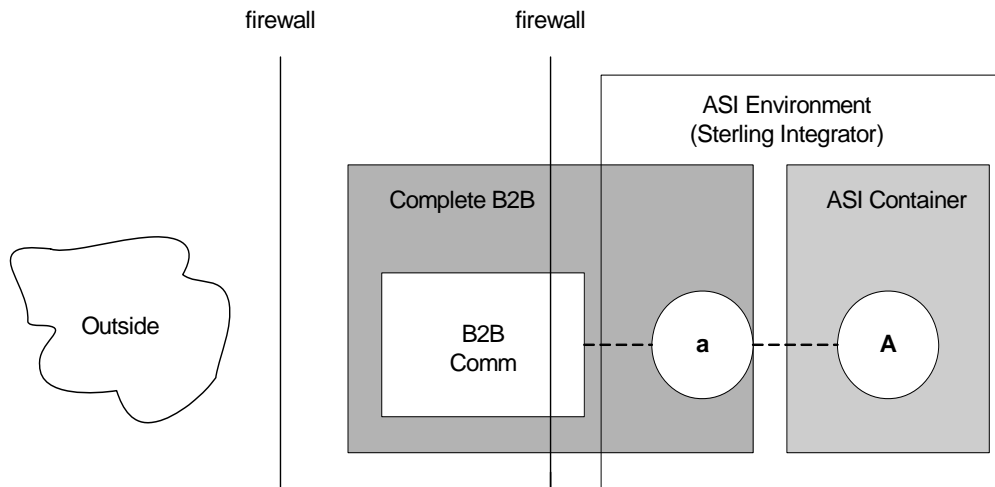 firewall
firewall
ASI Environment
(Sterling Integrator)
Complete B2B
ASI Container
Outside
B2B
Comm
a
A